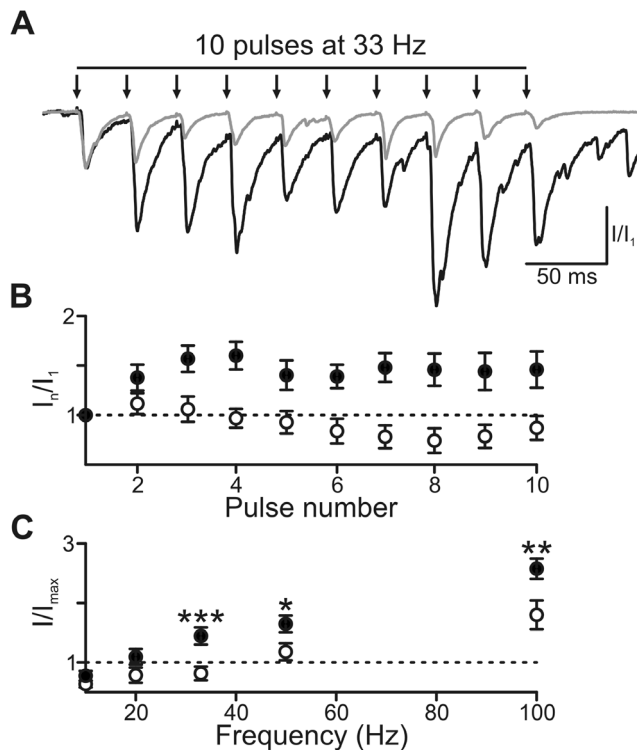 A
10 pulses at 33 Hz
I/I₁
50 ms
B
2
Iₙ/I₁
1
2 4 6 8 10
Pulse number
C
3
**
I/Iₘₐₓ
***
*
1
20 40 60 80 100
Frequency (Hz)